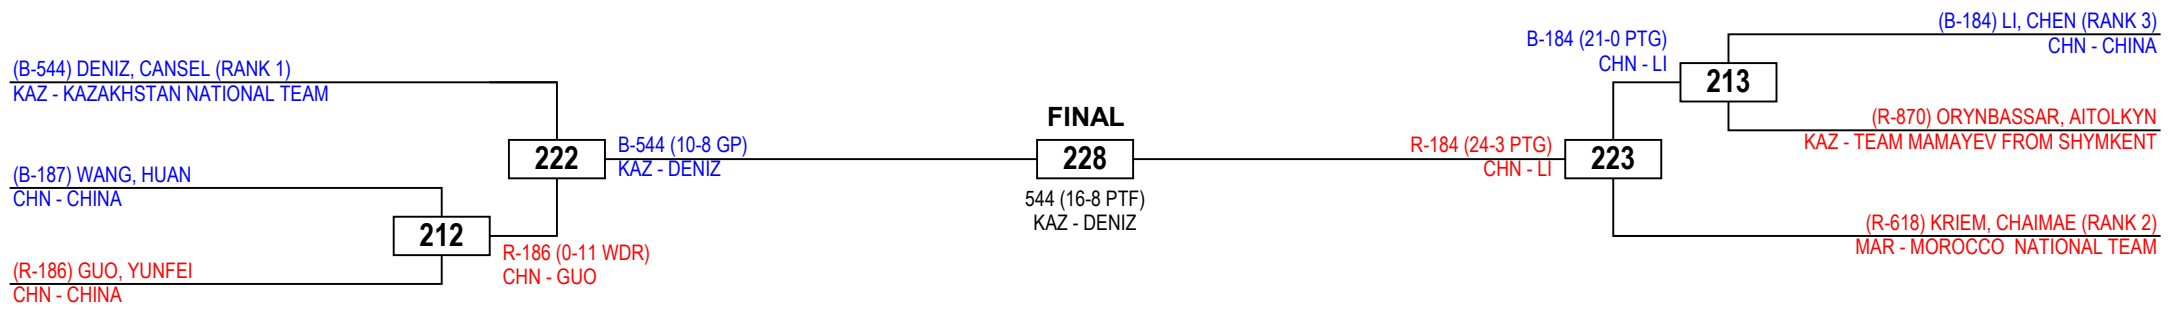 (B-544) DENIZ, CANSEL (RANK 1)
KAZ - KAZAKHSTAN NATIONAL TEAM
(B-187) WANG, HUAN
CHN - CHINA
(R-186) GUO, YUNFEI
CHN - CHINA
212
R-186 (0-11 WDR)
CHN - GUO
222
B-544 (10-8 GP)
KAZ - DENIZ
FINAL
228
544 (16-8 PTF)
KAZ - DENIZ
R-184 (24-3 PTG)
CHN - LI
223
B-184 (21-0 PTG)
CHN - LI
213
(B-184) LI, CHEN (RANK 3)
CHN - CHINA
(R-870) ORYNBASSAR, AITOLKYN
KAZ - TEAM MAMAYEV FROM SHYMKENT
(R-618) KRIEM, CHAIMAE (RANK 2)
MAR - MOROCCO  NATIONAL TEAM